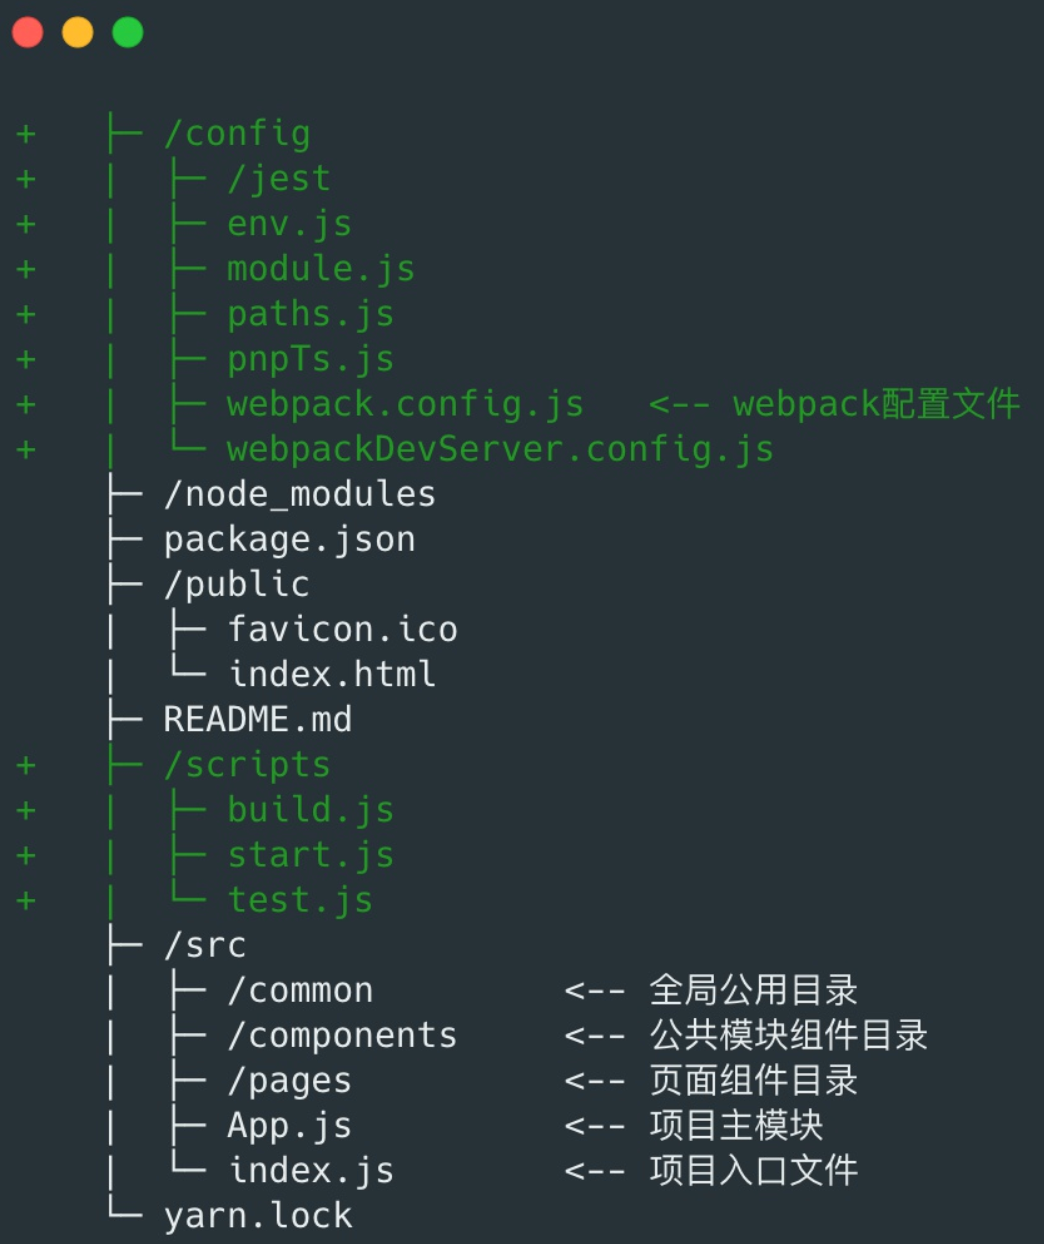 +   ├─ /config
+   |  ├─ /jest
+   |  ├─ env.js
+   |  ├─ module.js
+   |  ├─ paths.js
+   |  ├─ pnpTs.js
+   |  ├─ webpack.config.js   <-- webpack配置文件
+   |  └─ webpackDevServer.config.js
    ├─ /node_modules
    ├─ package.json
    ├─ /public
    |  ├─ favicon.ico
    |  └─ index.html
    ├─ README.md
+   ├─ /scripts
+   |  ├─ build.js
+   |  ├─ start.js
+   |  └─ test.js
    ├─ /src
    |  ├─ /common         <-- 全局公用目录
    |  ├─ /components     <-- 公共模块组件目录
    |  ├─ /pages          <-- 页面组件目录
    |  ├─ App.js          <-- 项目主模块
    |  └─ index.js        <-- 项目入口文件
    └─ yarn.lock